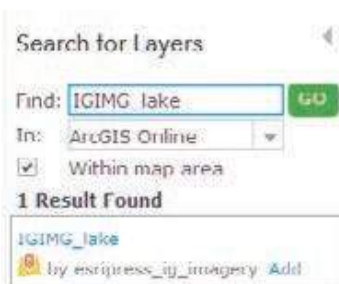 Search for Layers
Find: IGIMG_lake GO
In: ArcGIS Online
Within map area
1 Result Found
IGIMG_lake
by esripress_ig_imagery Add